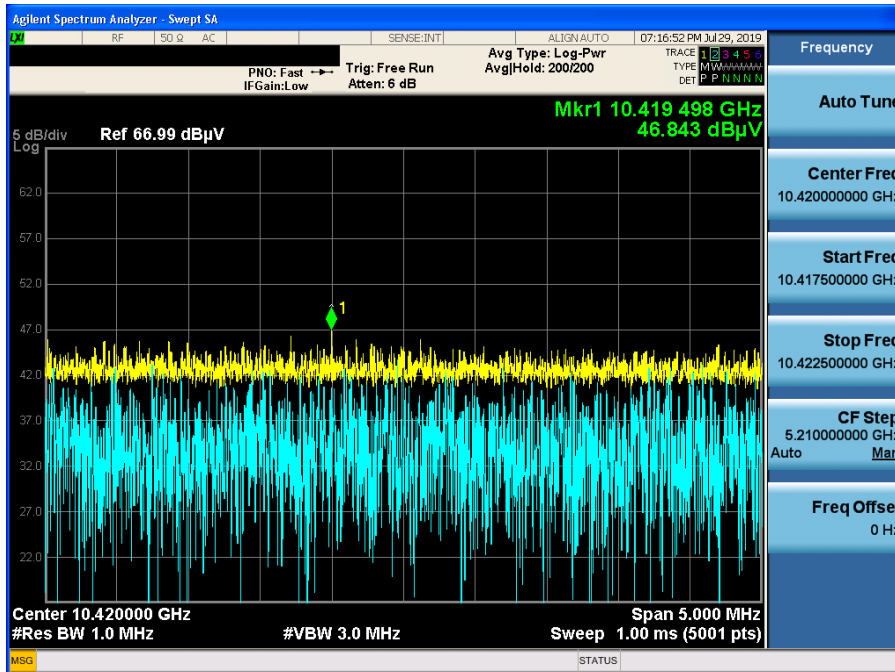 Agilent Spectrum Analyzer - Swept SA
LXI RF 50 Ω AC SENSE:INT ALIGN AUTO 07:16:52 PM Jul 29, 2019
PNO: Fast Trig: Free Run Avg Type: Log-Pwr TRACE 1 2 3 4 5 6
IFGain:Low Atten: 6 dB Avg|Hold: 200/200 TYPE M W W W W W
DET P P N N N N
Frequency
Mkr1 10.419 498 GHz
46.843 dBµV
5 dB/div Ref 66.99 dBµV
Log
62.0
57.0
52.0
47.0
42.0
37.0
32.0
27.0
22.0
1
Center 10.420000 GHz Span 5.000 MHz
#Res BW 1.0 MHz #VBW 3.0 MHz Sweep 1.00 ms (5001 pts)
Auto Tune
Center Freq
10.420000000 GHz
Start Freq
10.417500000 GHz
Stop Freq
10.422500000 GHz
CF Step
5.210000000 GHz
Auto Man
Freq Offset
0 Hz
MSG STATUS